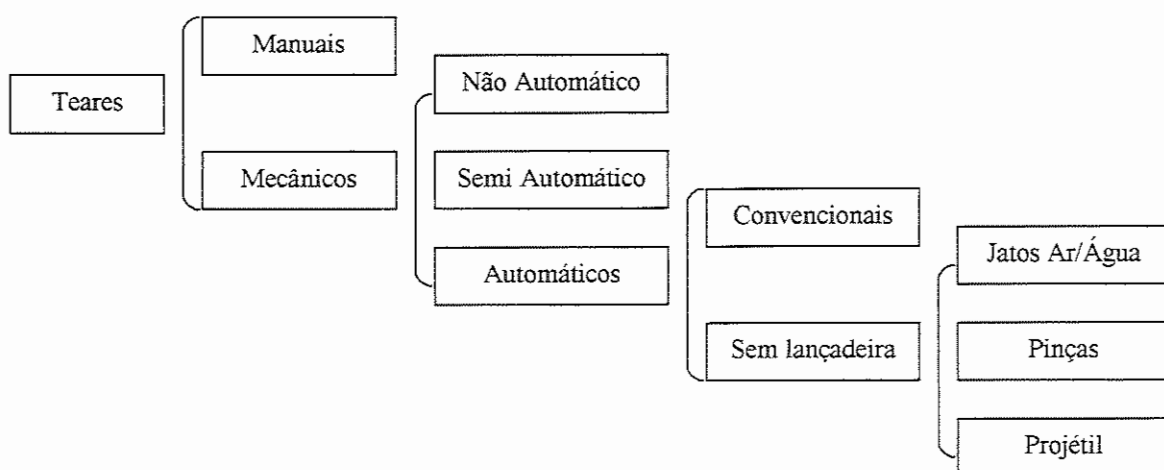 Teares
Manuais
Mecânicos
Não Automático
Semi Automático
Automáticos
Convencionais
Sem lançadeira
Jatos Ar/Água
Pinças
Projétil